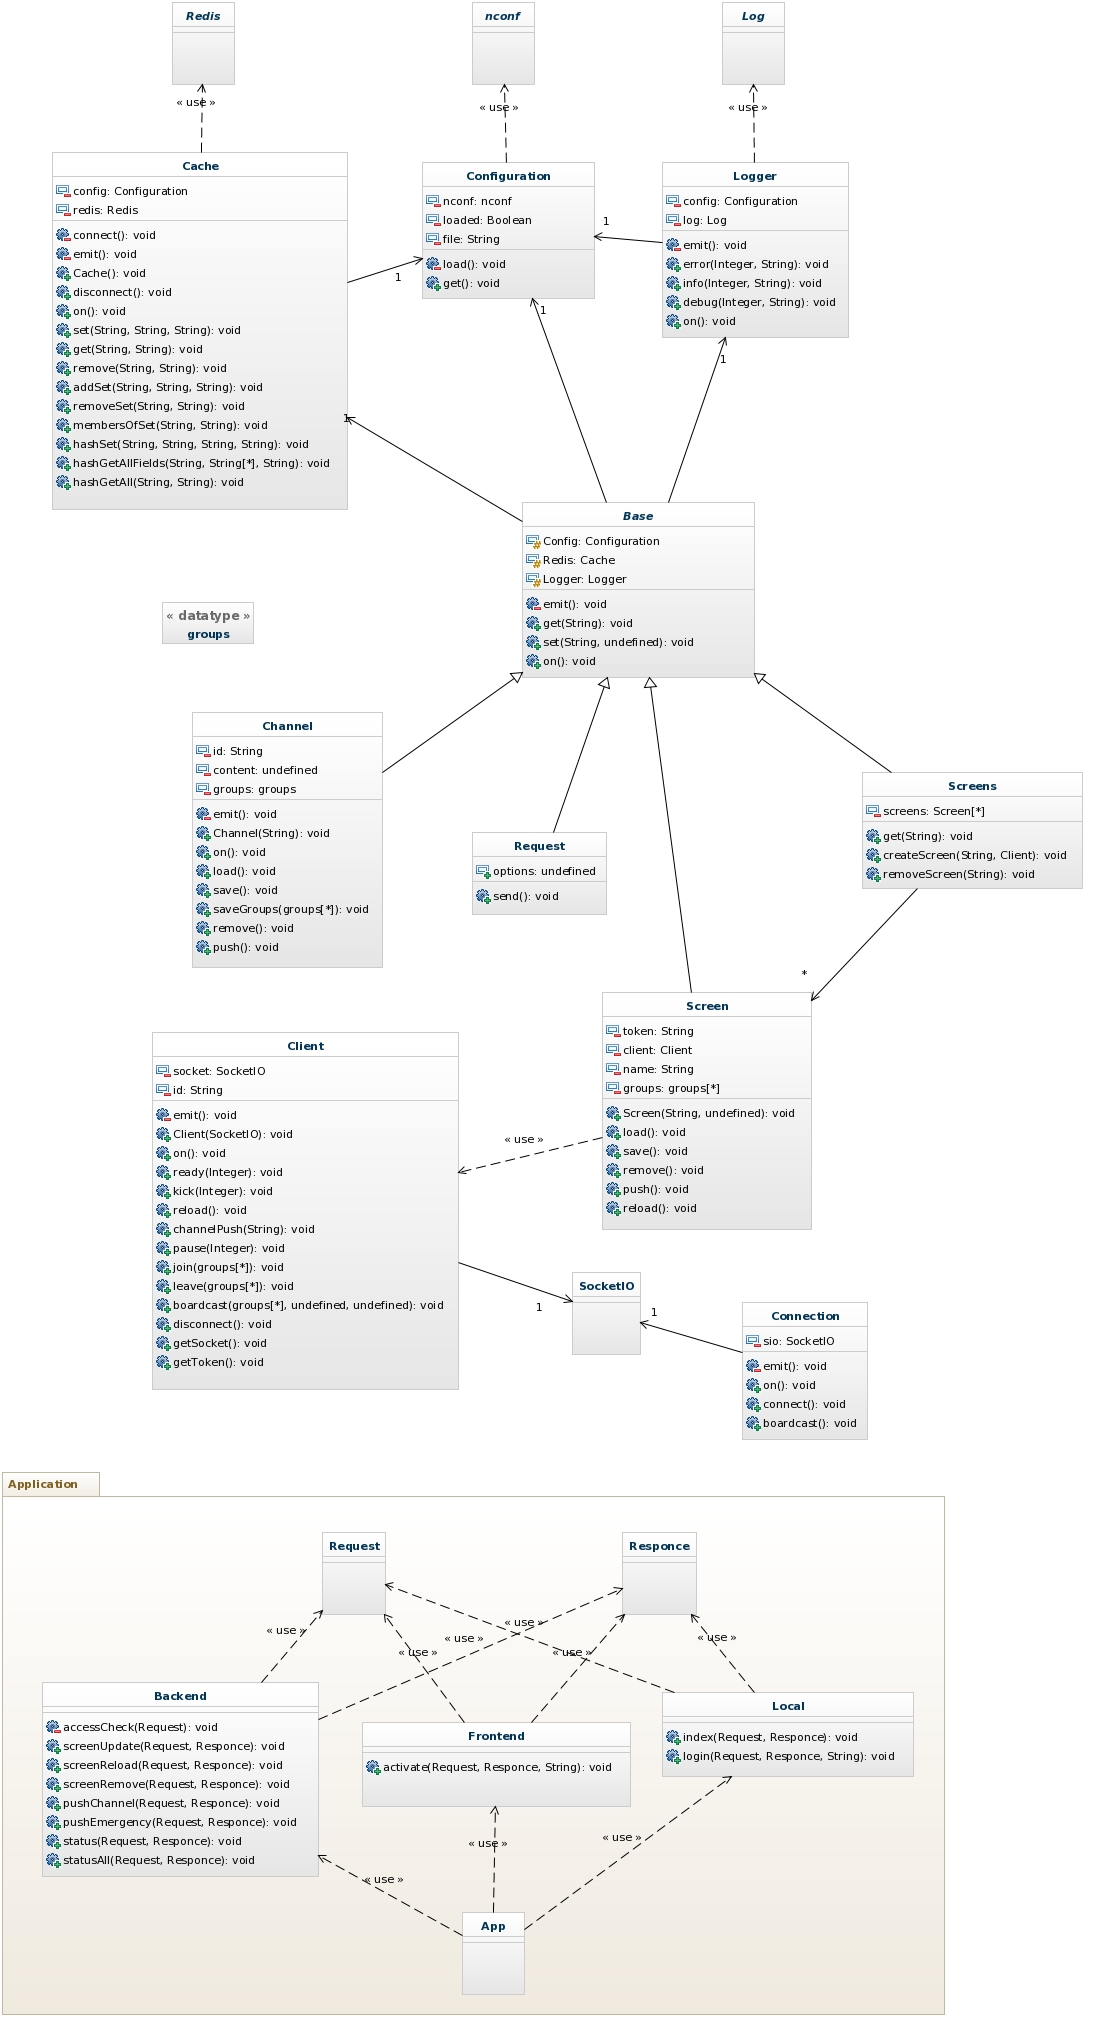 Redis
nconf
Log
« use »
« use »
« use »
Cache
config: Configuration
redis: Redis
connect(): void
emit(): void
Cache(): void
disconnect(): void
on(): void
set(String, String, String): void
get(String, String): void
remove(String, String): void
addSet(String, String, String): void
removeSet(String, String): void
membersOfSet(String, String): void
hashSet(String, String, String, String): void
hashGetAllFields(String, String[*], String): void
hashGetAll(String, String): void
Configuration
nconf: nconf
loaded: Boolean
file: String
load(): void
get(): void
Logger
config: Configuration
log: Log
emit(): void
error(Integer, String): void
info(Integer, String): void
debug(Integer, String): void
on(): void
1
1
1
1
1
Base
Config: Configuration
Redis: Cache
Logger: Logger
emit(): void
get(String): void
set(String, undefined): void
on(): void
« datatype »
groups
Channel
id: String
content: undefined
groups: groups
emit(): void
Channel(String): void
on(): void
load(): void
save(): void
saveGroups(groups[*]): void
remove(): void
push(): void
Request
options: undefined
send(): void
Screens
screens: Screen[*]
get(String): void
createScreen(String, Client): void
removeScreen(String): void
*
Screen
token: String
client: Client
name: String
groups: groups[*]
Screen(String, undefined): void
load(): void
save(): void
remove(): void
push(): void
reload(): void
« use »
Client
socket: SocketIO
id: String
emit(): void
Client(SocketIO): void
on(): void
ready(Integer): void
kick(Integer): void
reload(): void
channelPush(String): void
pause(Integer): void
join(groups[*]): void
leave(groups[*]): void
boardcast(groups[*], undefined, undefined): void
disconnect(): void
getSocket(): void
getToken(): void
1
SocketIO
1
Connection
sio: SocketIO
emit(): void
on(): void
connect(): void
boardcast(): void
Application
Request
Responce
« use »
« use »
« use »
« use »
« use »
« use »
Backend
accessCheck(Request): void
screenUpdate(Request, Responce): void
screenReload(Request, Responce): void
screenRemove(Request, Responce): void
pushChannel(Request, Responce): void
pushEmergency(Request, Responce): void
status(Request, Responce): void
statusAll(Request, Responce): void
Frontend
activate(Request, Responce, String): void
Local
index(Request, Responce): void
login(Request, Responce, String): void
« use »
« use »
« use »
App